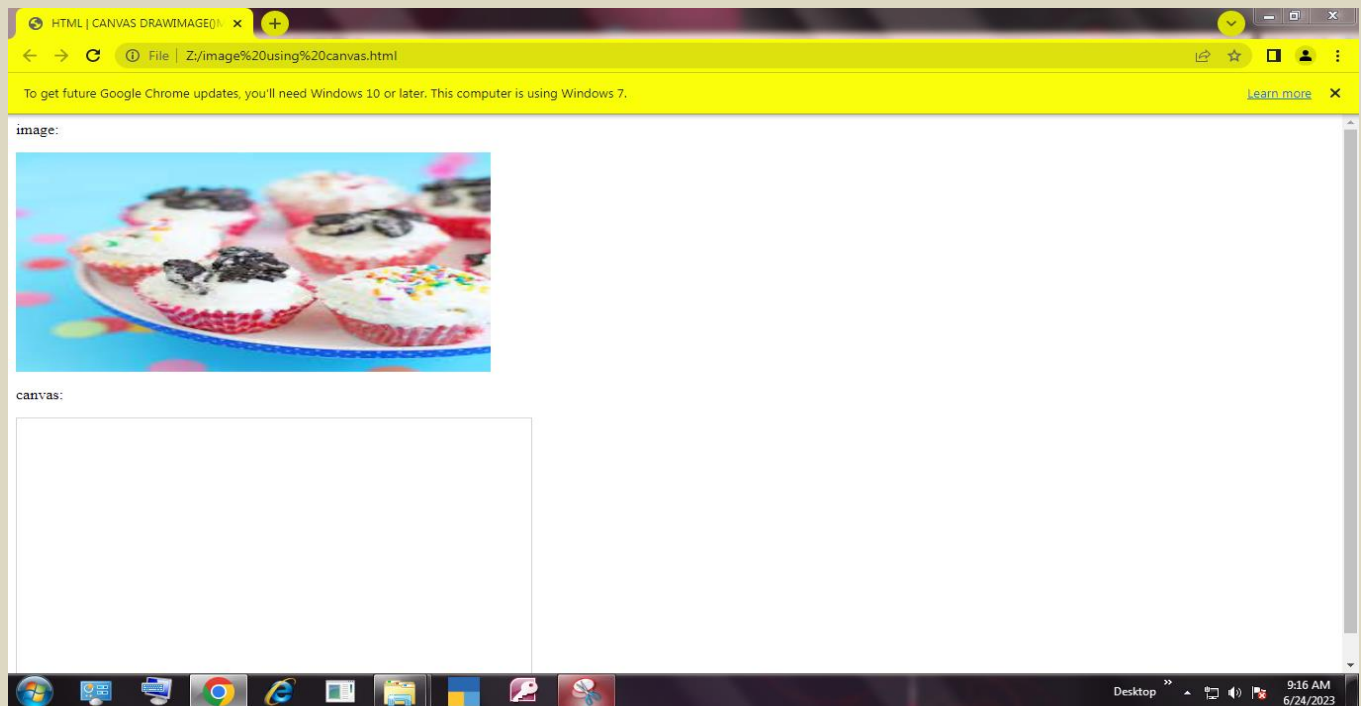 HTML | CANVAS DRAWIMAGE()
File | Z:/image%20using%20canvas.html
To get future Google Chrome updates, you'll need Windows 10 or later. This computer is using Windows 7.
Learn more
image:
canvas:
Desktop
9:16 AM
6/24/2023